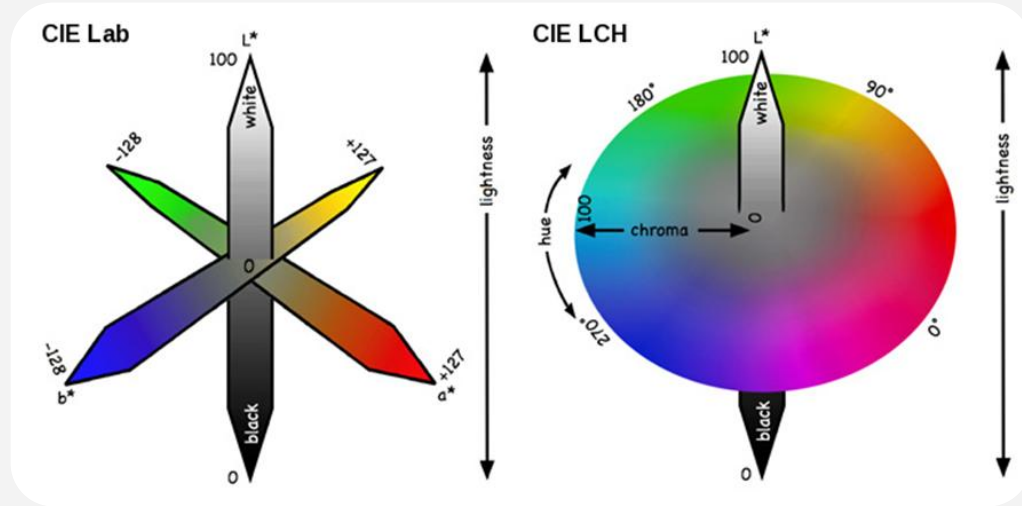 CIE Lab
L*
100
white
-128
+127
0
-128
b*
+127
a*
black
0
lightness
CIE LCH
L*
100
white
180°
90°
hue
100
chroma
0
270°
0°
black
0
lightness